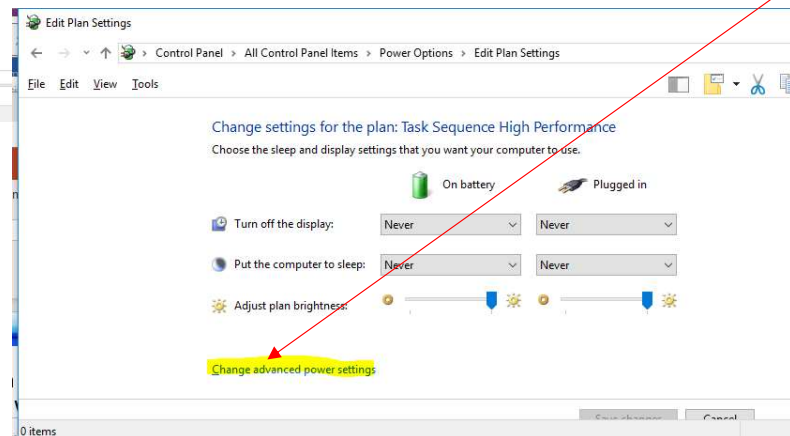 Edit Plan Settings
Control Panel > All Control Panel Items > Power Options > Edit Plan Settings
File Edit View Tools
Change settings for the plan: Task Sequence High Performance
Choose the sleep and display settings that you want your computer to use.
On battery Plugged in
Turn off the display: Never Never
Put the computer to sleep: Never Never
Adjust plan brightness:
Change advanced power settings
Save changes Cancel
0 items